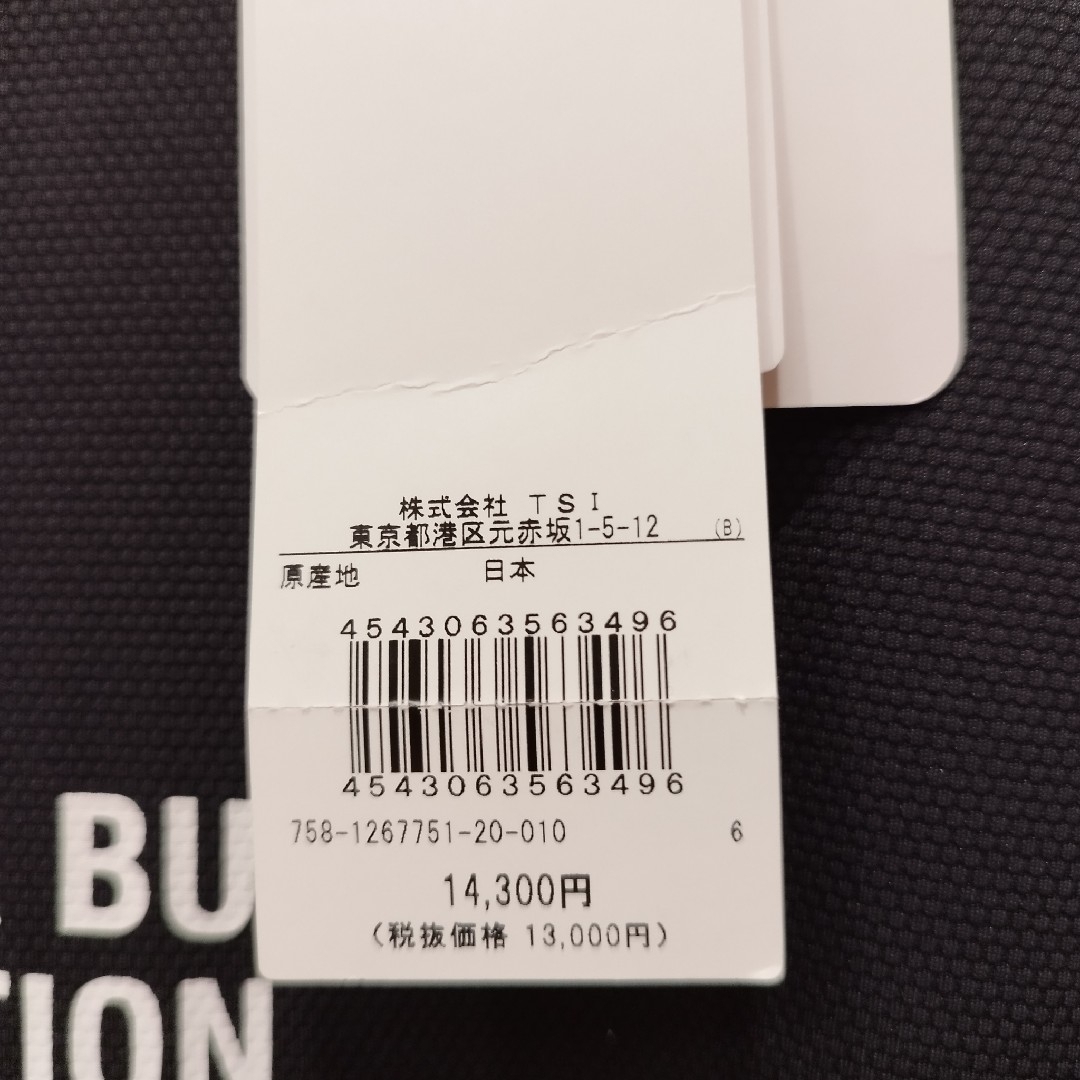 株式会社 TSI
東京都港区元赤坂1-5-12 (B)
原産地 日本
4543063563496
4543063563496
758-1267751-20-010 6
14,300円
(税抜価格 13,000円)
BU
TION